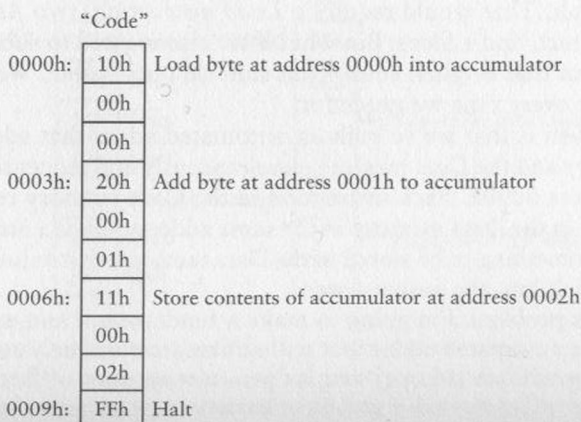 “Code”
0000h: 10h Load byte at address 0000h into accumulator
00h
00h
0003h: 20h Add byte at address 0001h to accumulator
00h
01h
0006h: 11h Store contents of accumulator at address 0002h
00h
02h
0009h: FFh Halt